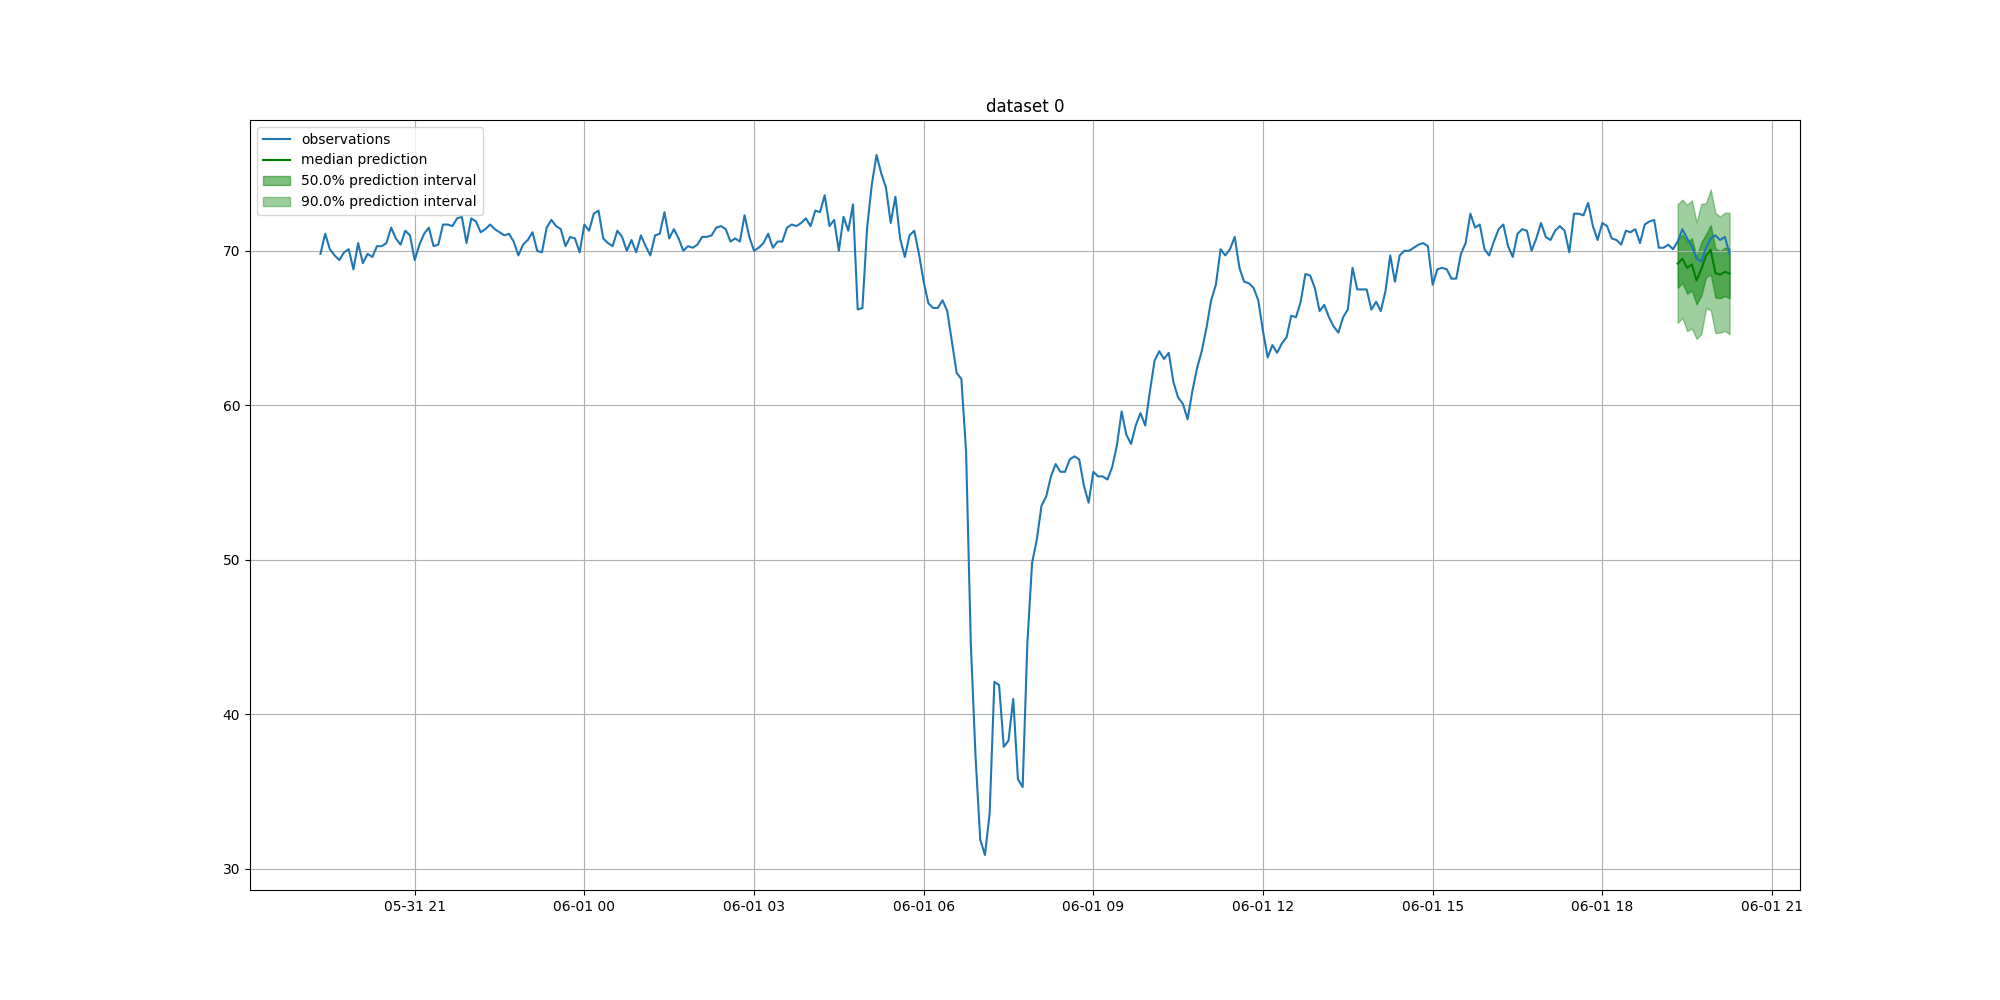 dataset 0
observations
median prediction
50.0% prediction interval
90.0% prediction interval
70
60
50
40
30
05-31 21
06-01 00
06-01 03
06-01 06
06-01 09
06-01 12
06-01 15
06-01 18
06-01 21